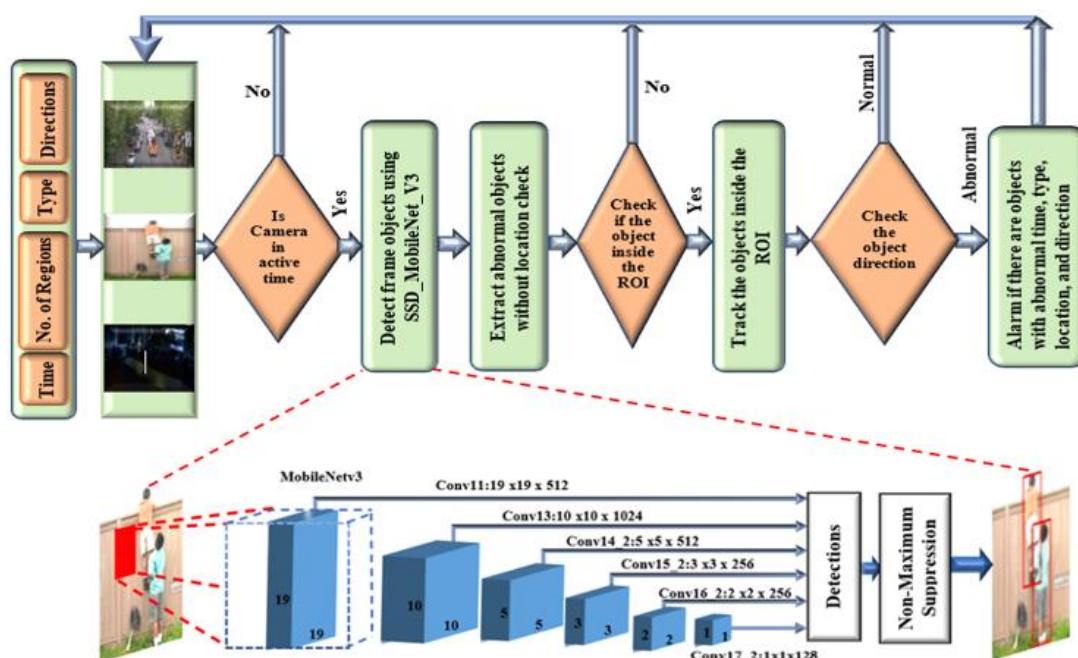 No
No
Normal
Abnormal
Directions
Type
No. of Regions
Time
Is
Camera
in
active
time
Yes
Detect frame objects using
SSD_MobileNet_V3
Extract abnormal objects
without location check
Check
if the
object
inside
the
ROI
Yes
Track the objects inside the
ROI
Check
the
object
direction
Alarm if there are objects
with abnormal time, type,
location, and direction
MobileNetv3
Conv11:19 x19 x 512
Conv13:10 x10 x 1024
Conv14_2:5 x5 x 512
Conv15_2:3 x3 x 256
Conv16_2:2 x2 x 256
Conv17_2:1x1x128
19
19
10
10
5
5
3
3
2
2
1
1
Detections
Non-Maximum
Suppression